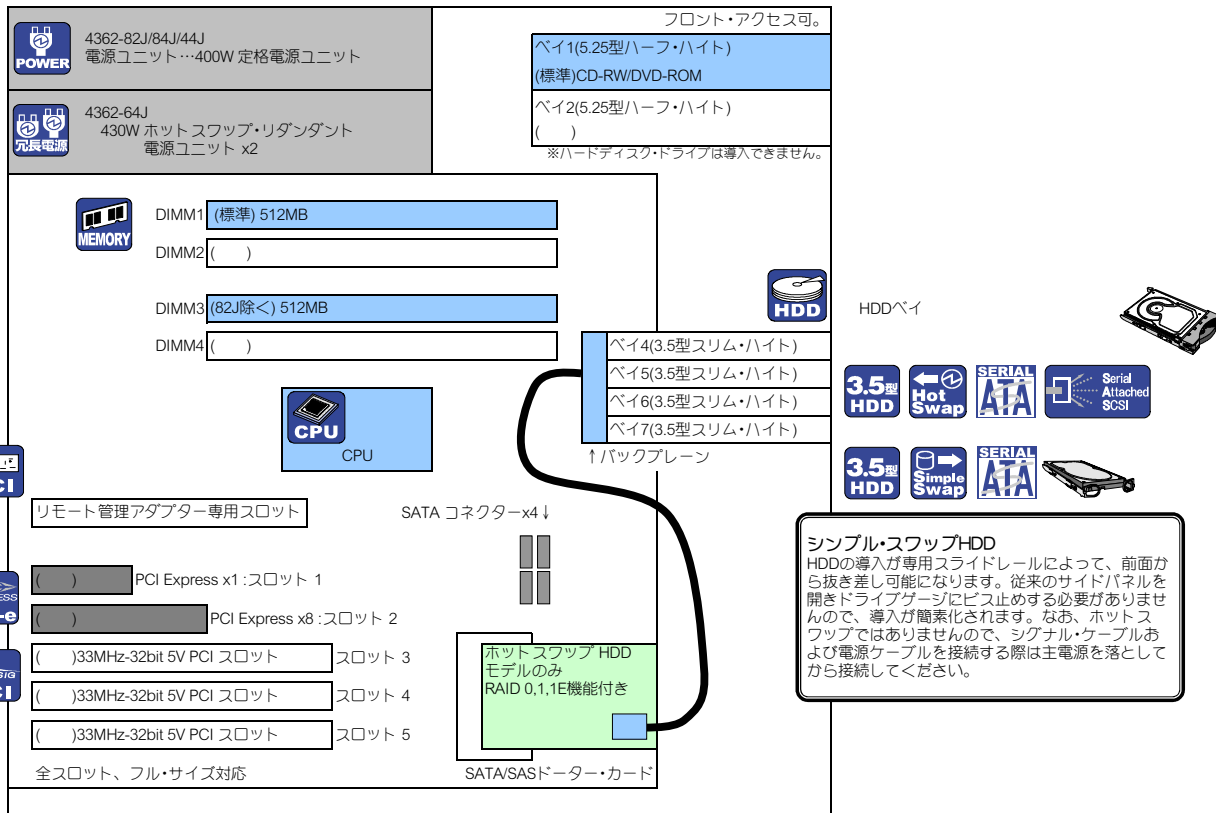 POWER
4362-82J/84J/44J
電源ユニット…400W 定格電源ユニット
冗長電源
4362-64J
430W ホットスワップ・リダンダント
電源ユニット x2
フロント・アクセス可。
ベイ1(5.25型ハーフ・ハイト)
(標準)CD-RW/DVD-ROM
ベイ2(5.25型ハーフ・ハイト)
(　　)
※ハードディスク・ドライブは導入できません。
MEMORY
DIMM1 (標準) 512MB
DIMM2 (　　)
DIMM3 (82J除く) 512MB
DIMM4 (　　)
HDD
HDDベイ
ベイ4(3.5型スリム・ハイト)
ベイ5(3.5型スリム・ハイト)
ベイ6(3.5型スリム・ハイト)
ベイ7(3.5型スリム・ハイト)
↑バックプレーン
3.5型 HDD
Hot Swap
SERIAL ATA
Serial Attached SCSI
3.5型 HDD
Simple Swap
SERIAL ATA
CPU
CPU
CI
リモート管理アダプター専用スロット
SATA コネクターx4↓
ESS
-e
(　　) PCI Express x1 :スロット 1
(　　) PCI Express x8 :スロット 2
SIG
CI
(　　)33MHz-32bit 5V PCI スロット スロット 3
(　　)33MHz-32bit 5V PCI スロット スロット 4
(　　)33MHz-32bit 5V PCI スロット スロット 5
全スロット、フル・サイズ対応
ホットスワップ HDD
モデルのみ
RAID 0,1,1E機能付き
SATA/SASドーター・カード
シンプル・スワップHDD
HDDの導入が専用スライドレールによって、前面か
ら抜き差し可能になります。従来のサイドパネルを
開きドライブゲージにビス止めする必要がありませ
んので、導入が簡素化されます。なお、ホットス
ワップではありませんので、シグナル・ケーブルお
よび電源ケーブルを接続する際は主電源を落として
から接続してください。